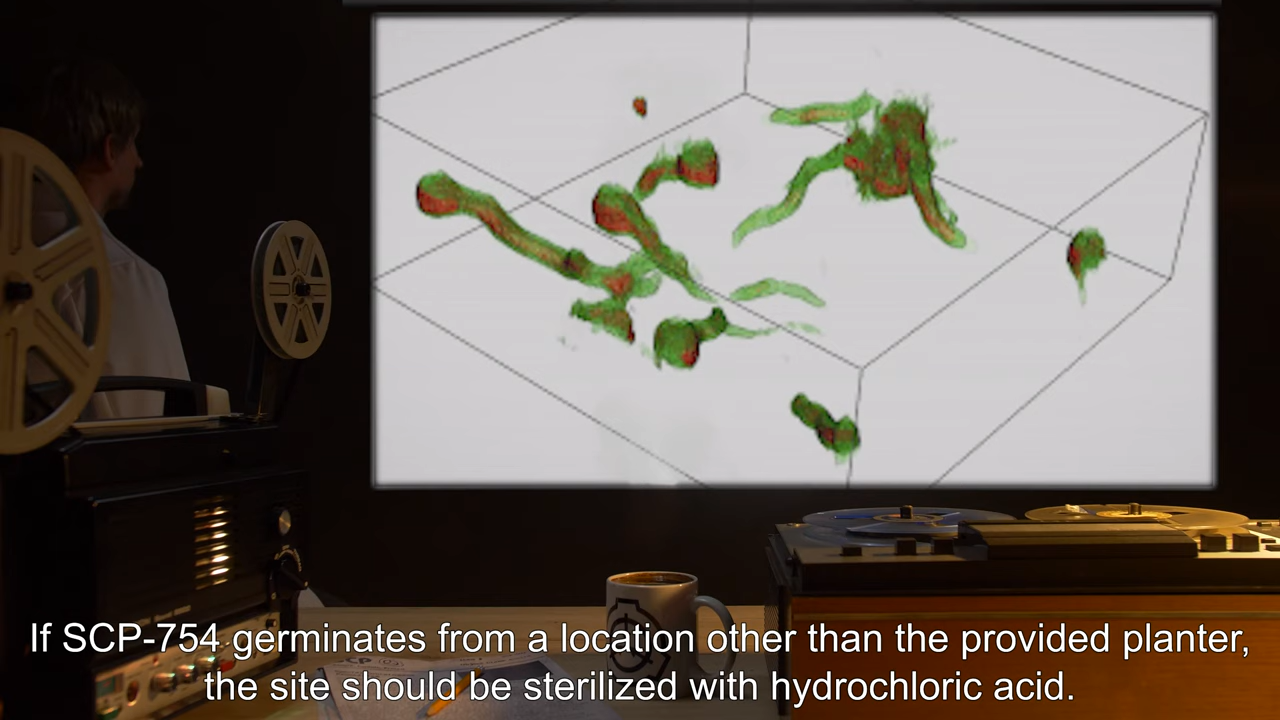 If SCP-754 germinates from a location other than the provided planter,
the site should be sterilized with hydrochloric acid.